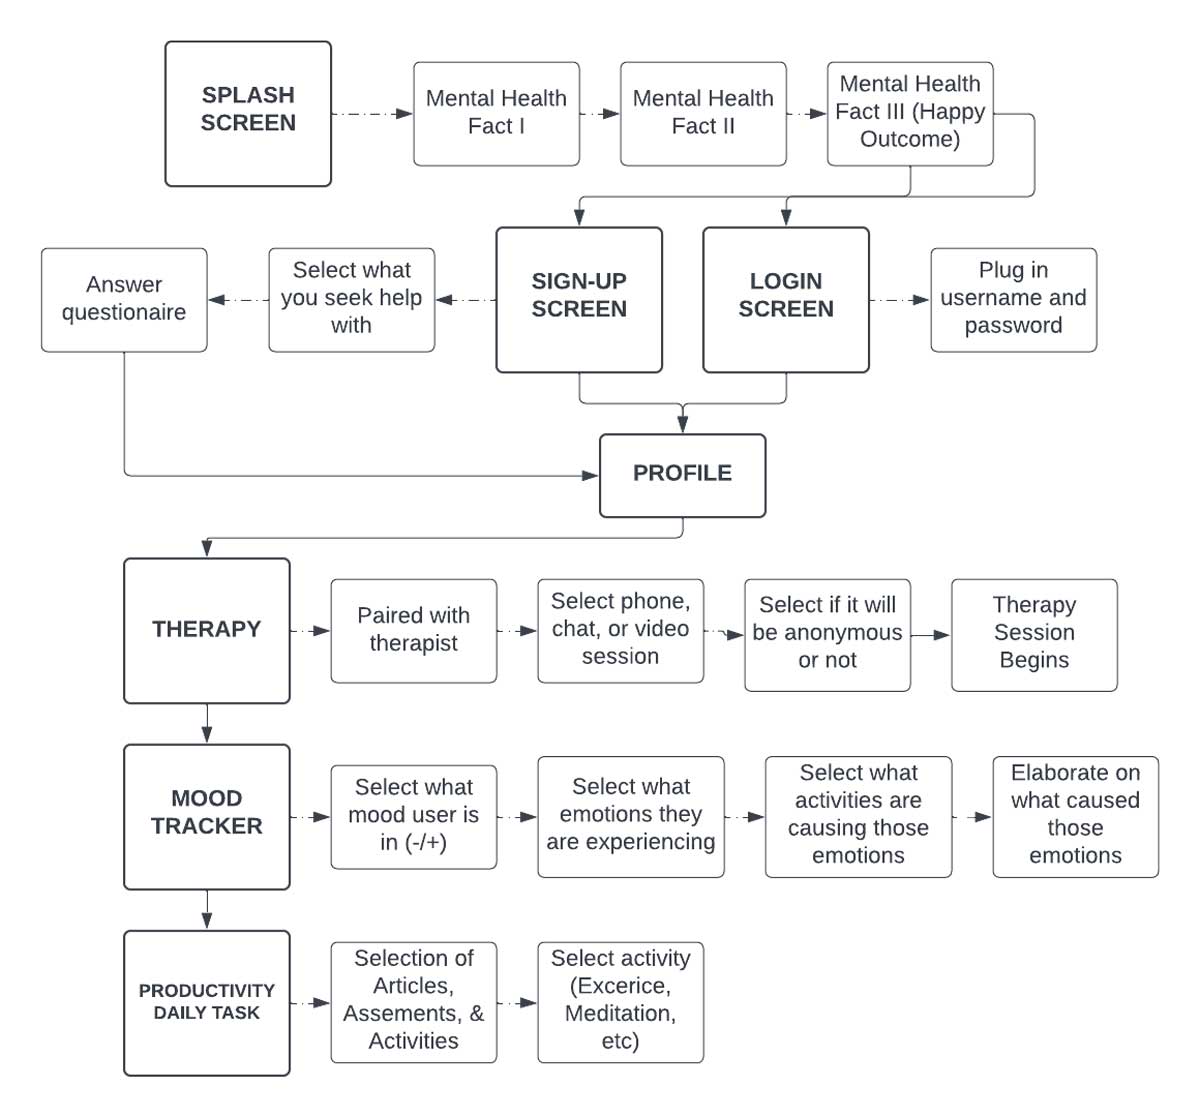 SPLASH
SCREEN
Mental Health
Fact I
Mental Health
Fact II
Mental Health
Fact III (Happy
Outcome)
Answer
questionaire
Select what
you seek help
with
SIGN-UP
SCREEN
LOGIN
SCREEN
Plug in
username and
password
PROFILE
THERAPY
Paired with
therapist
Select phone,
chat, or video
session
Select if it will
be anonymous
or not
Therapy
Session
Begins
MOOD
TRACKER
Select what
mood user is
in (-/+)
Select what
emotions they
are experiencing
Select what
activities are
causing those
emotions
Elaborate on
what caused
those
emotions
PRODUCTIVITY
DAILY TASK
Selection of
Articles,
Assements, &
Activities
Select activity
(Excerice,
Meditation,
etc)